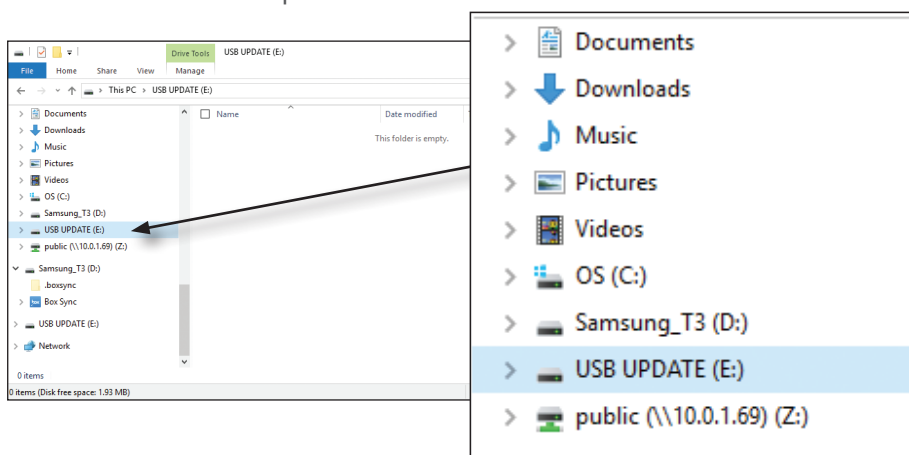 Drive Tools USB UPDATE (E:)
File Home Share View Manage
This PC > USB UPDATE (E:)
Name Date modified
This folder is empty.
Documents
Downloads
Music
Pictures
Videos
OS (C:)
Samsung_T3 (D:)
USB UPDATE (E:)
public (\\10.0.1.69) (Z:)
Samsung_T3 (D:)
.boxsync
Box Sync
USB UPDATE (E:)
Network
0 items
0 items (Disk free space: 1.93 MB)
Documents
Downloads
Music
Pictures
Videos
OS (C:)
Samsung_T3 (D:)
USB UPDATE (E:)
public (\\10.0.1.69) (Z:)